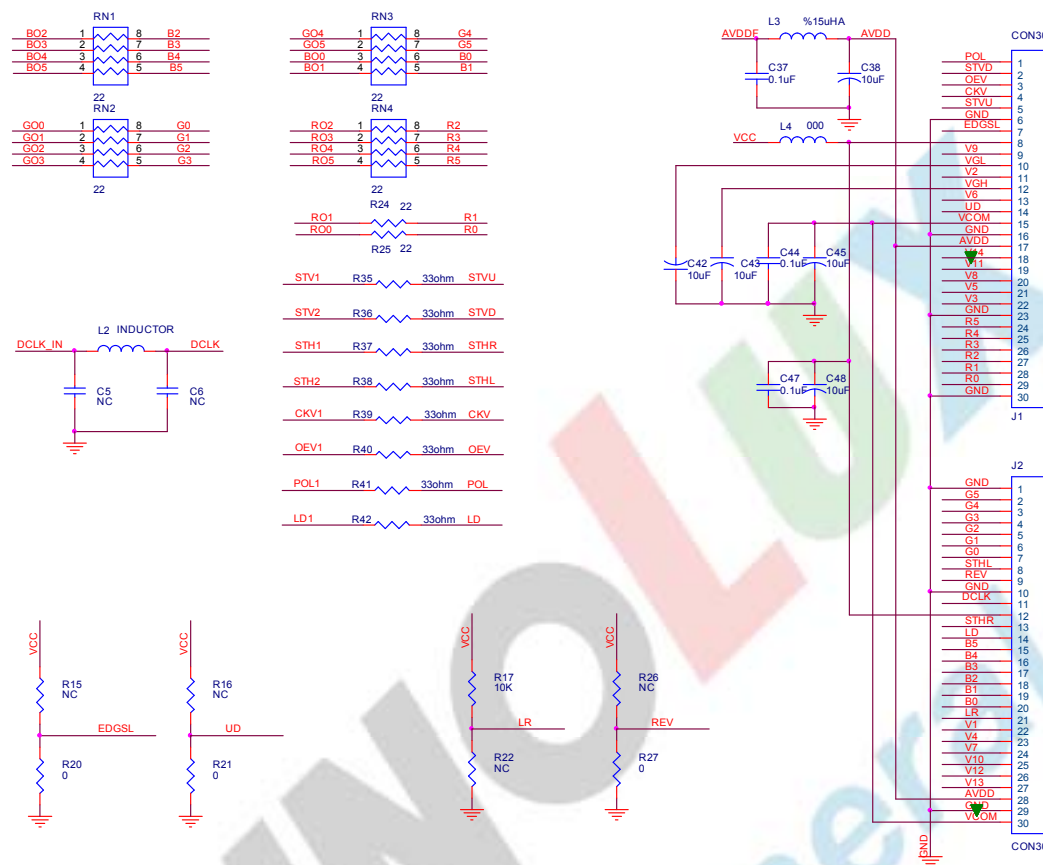 RN1
BO2 1 8 B2
BO3 2 7 B3
BO4 3 6 B4
BO5 4 5 B5
22
RN2
GO0 1 8 G0
GO1 2 7 G1
GO2 3 6 G2
GO3 4 5 G3
22
RN3
GO4 1 8 G4
GO5 2 7 G5
BO0 3 6 B0
BO1 4 5 B1
22
RN4
RO2 1 8 R2
RO3 2 7 R3
RO4 3 6 R4
RO5 4 5 R5
22
R24 22
RO1 R1
RO0 R0
R25 22
STV1 R35 33ohm STVU
STV2 R36 33ohm STVD
STH1 R37 33ohm STHR
STH2 R38 33ohm STHL
CKV1 R39 33ohm CKV
OEV1 R40 33ohm OEV
POL1 R41 33ohm POL
LD1 R42 33ohm LD
L2 INDUCTOR
DCLK_IN DCLK
C5
NC
C6
NC
VCC
R15
NC
EDGSL
R20
0
VCC
R16
NC
UD
R21
0
VCC
R17
10K
LR
R22
NC
VCC
R26
NC
REV
R27
0
L3 %15uHA
AVDD
C37
0.1uF
C38
10uF
L4 000
VCC
C42
10uF
C43
10uF
C44
0.1uF
C45
10uF
C47
0.1uF
C48
10uF
POL 1
STVD 2
OEV 3
CKV 4
STVU 5
GND 6
EDGSL 7
8
V9 9
VGL 10
V2 11
VGH 12
V6 13
UD 14
VCOM 15
GND 16
AVDD 17
18
V11 19
V8 20
V5 21
V3 22
GND 23
R5 24
R4 25
R3 26
R2 27
R1 28
R0 29
GND 30
J1
J2
GND 1
G5 2
G4 3
G3 4
G2 5
G1 6
G0 7
STHL 8
REV 9
GND 10
DCLK 11
12
STHR 13
LD 14
B5 15
B4 16
B3 17
B2 18
B1 19
B0 20
LR 21
V1 22
V4 23
V7 24
V10 25
V12 26
V13 27
AVDD 28
GND 29
VCOM 30
GND